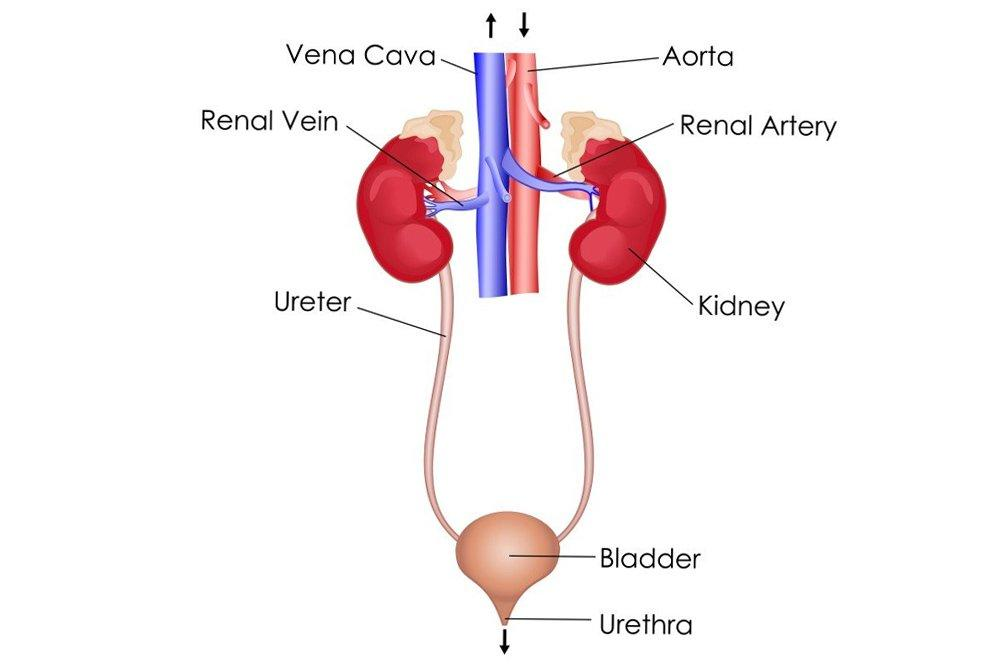 Vena Cava
Aorta
Renal Vein
Renal Artery
Ureter
Kidney
Bladder
Urethra